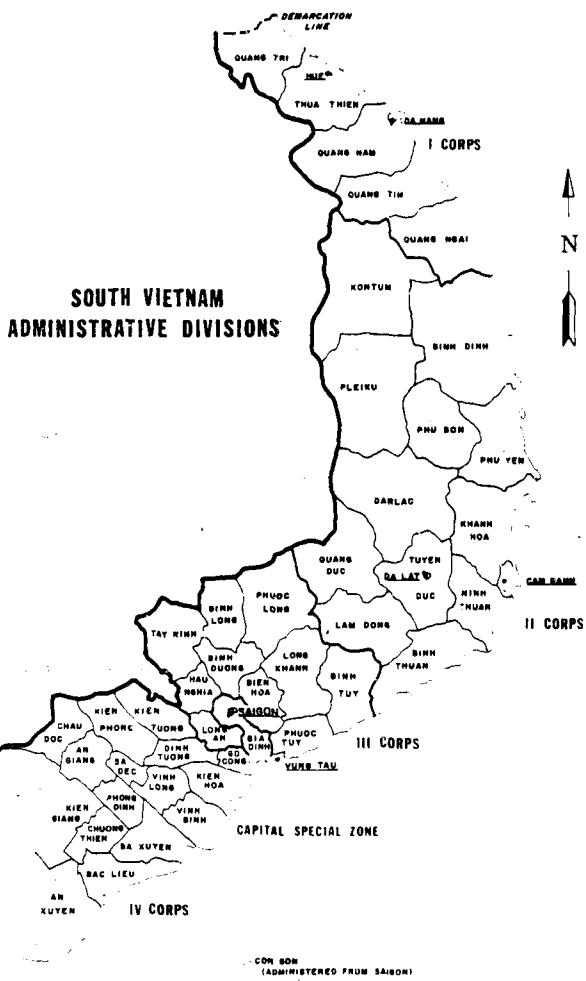 DEMARCATION
LINE
QUANG TRI
HUE
THUA THIEN
DA NANG
I CORPS
QUANG NAM
QUANG TIN
QUANG NGAI
N
KONTUM
SOUTH VIETNAM
ADMINISTRATIVE DIVISIONS
BINH DINH
PLEIKU
PHU BON
PHU YEN
DARLAC
KHANH
HOA
QUANG
DUC
TUYEN
DUC
DA LAT
CAM RANH
NINH
THUAN
II CORPS
PHUOC
LONG
BINH
LONG
LAM DONG
TAY NINH
BINH
THUAN
LONG
KHANH
BINH
DUONG
BINH
TUY
HAU
NGHIA
BIEN
HOA
SAIGON
KIEN
PHONG
KIEN
TUONG
LONG
AN
GIA
DINH
PHUOC
TUY
III CORPS
CHAU
DOC
AN
GIANG
SA
DEC
DINH
TUONG
GO
CONG
VUNG TAU
VINH
LONG
KIEN
HOA
KIEN
GIANG
PHONG
DINH
VINH
BINH
CHUONG
THIEN
BA XUYEN
CAPITAL SPECIAL ZONE
BAC LIEU
AN
XUYEN
IV CORPS
CON SON
(ADMINISTERED FROM SAIGON)